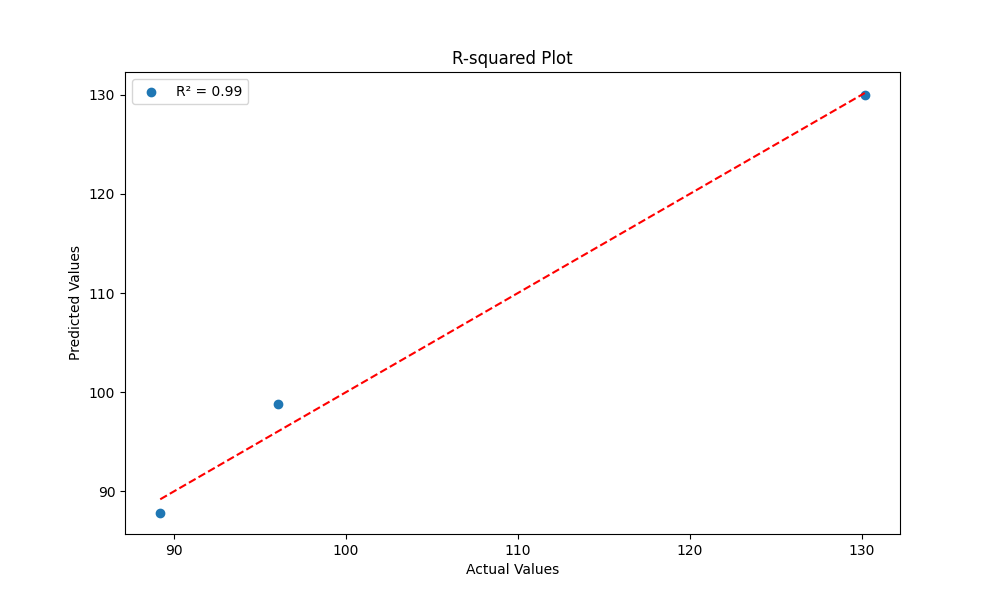 R-squared Plot
R² = 0.99
130
120
110
100
90
Predicted Values
90 100 110 120 130
Actual Values